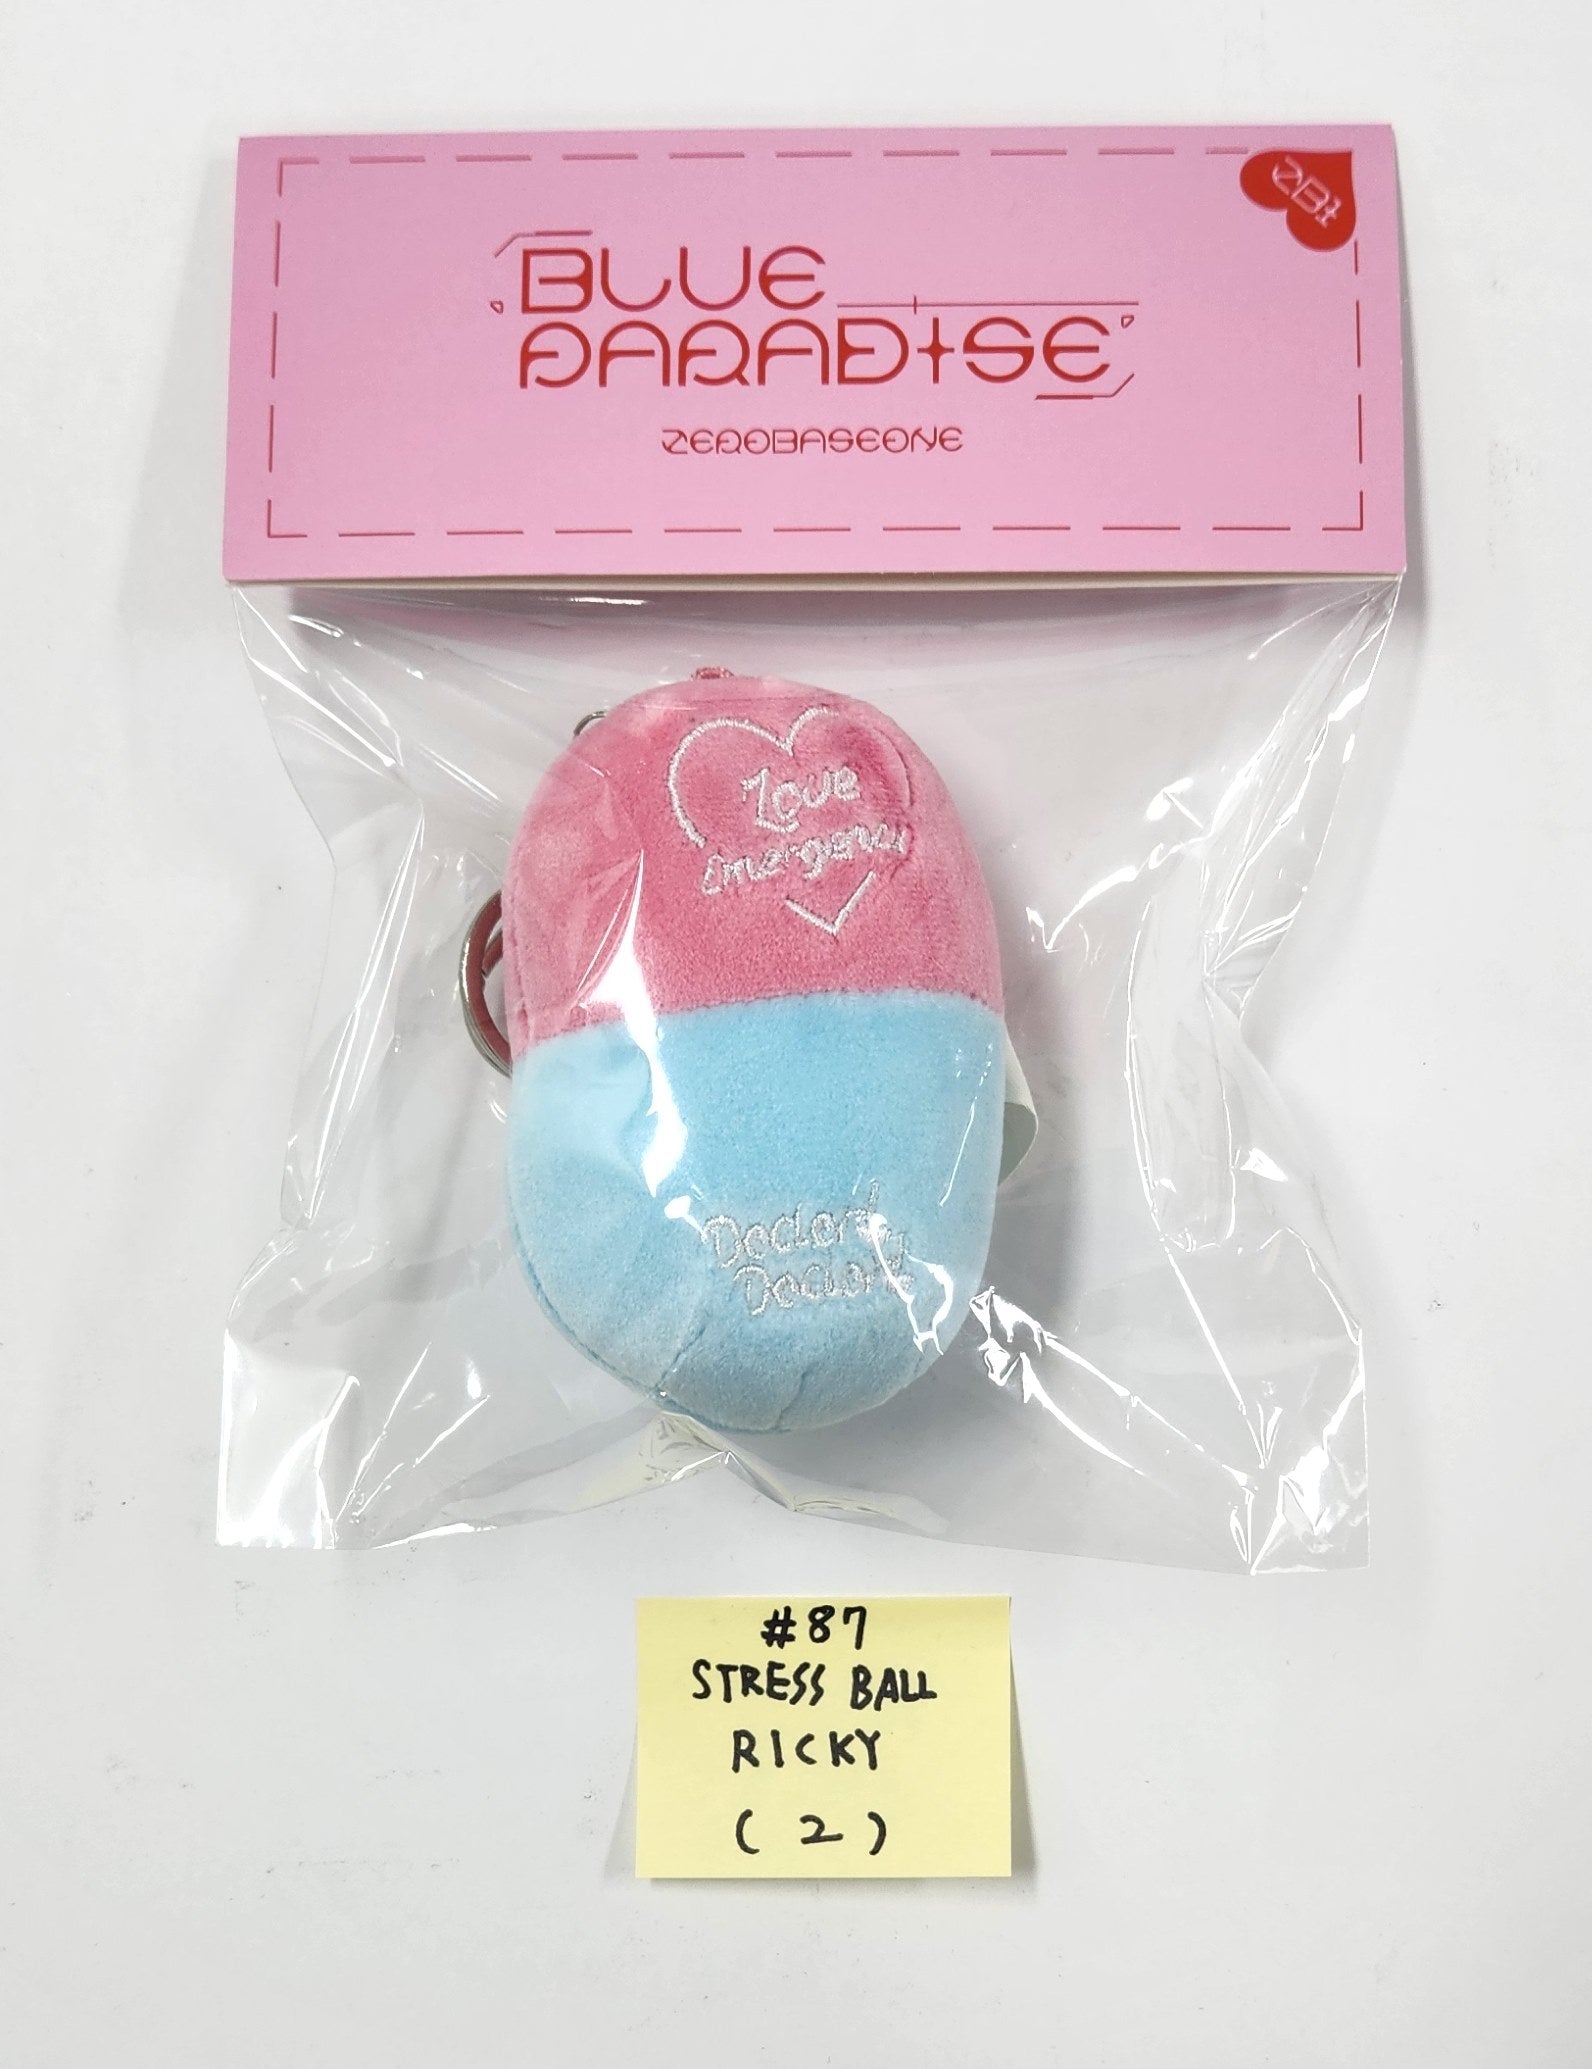 ZB1
BLUE
PARADISE
ZEROBASEONE
Love
Emergency
Doctor!
Doctor!
#87
STRESS BALL
RICKY
(2)